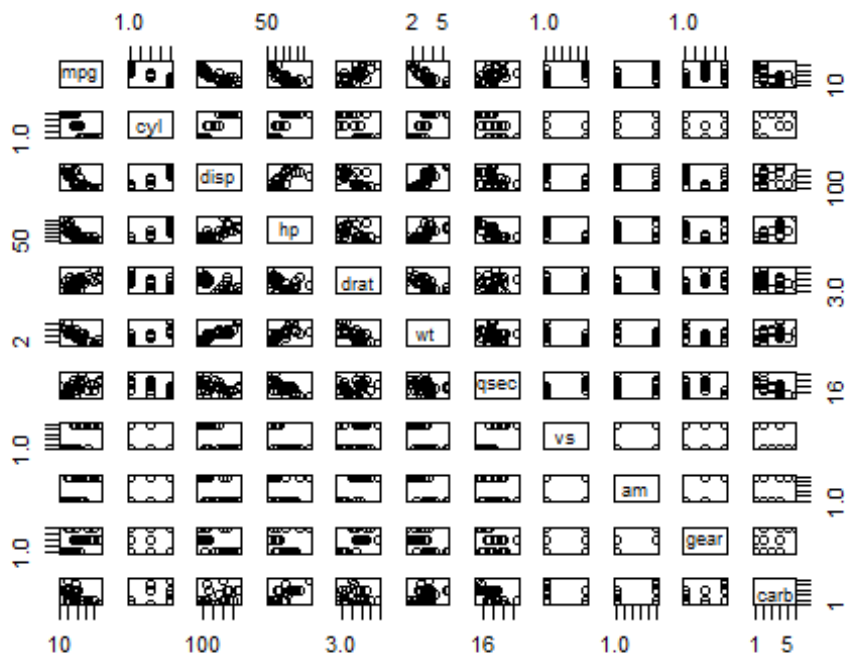 1.0 50 2 5 1.0 1.0
mpg 10
1.0 cyl
disp 100
50 hp
drat 3.0
2 wt
qsec 16
1.0 vs
am 1.0
1.0 gear
carb 1
10 100 3.0 16 1.0 1 5